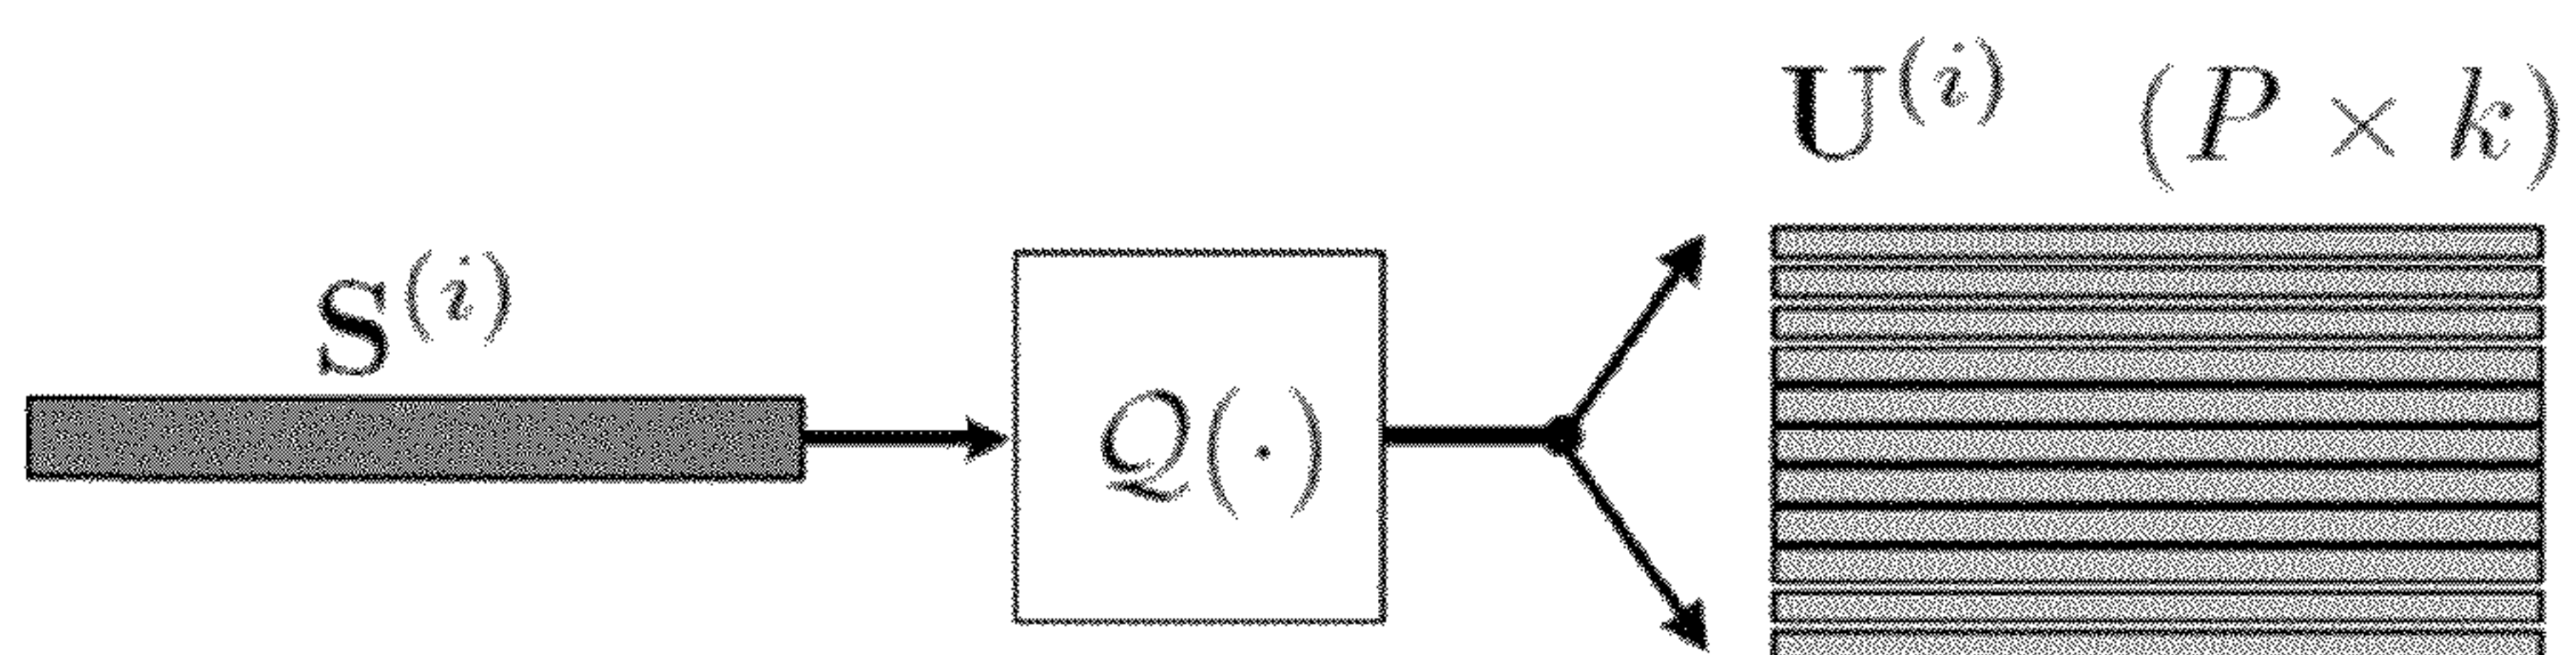 U^(i) (P × k)
S^(i)
Q(·)